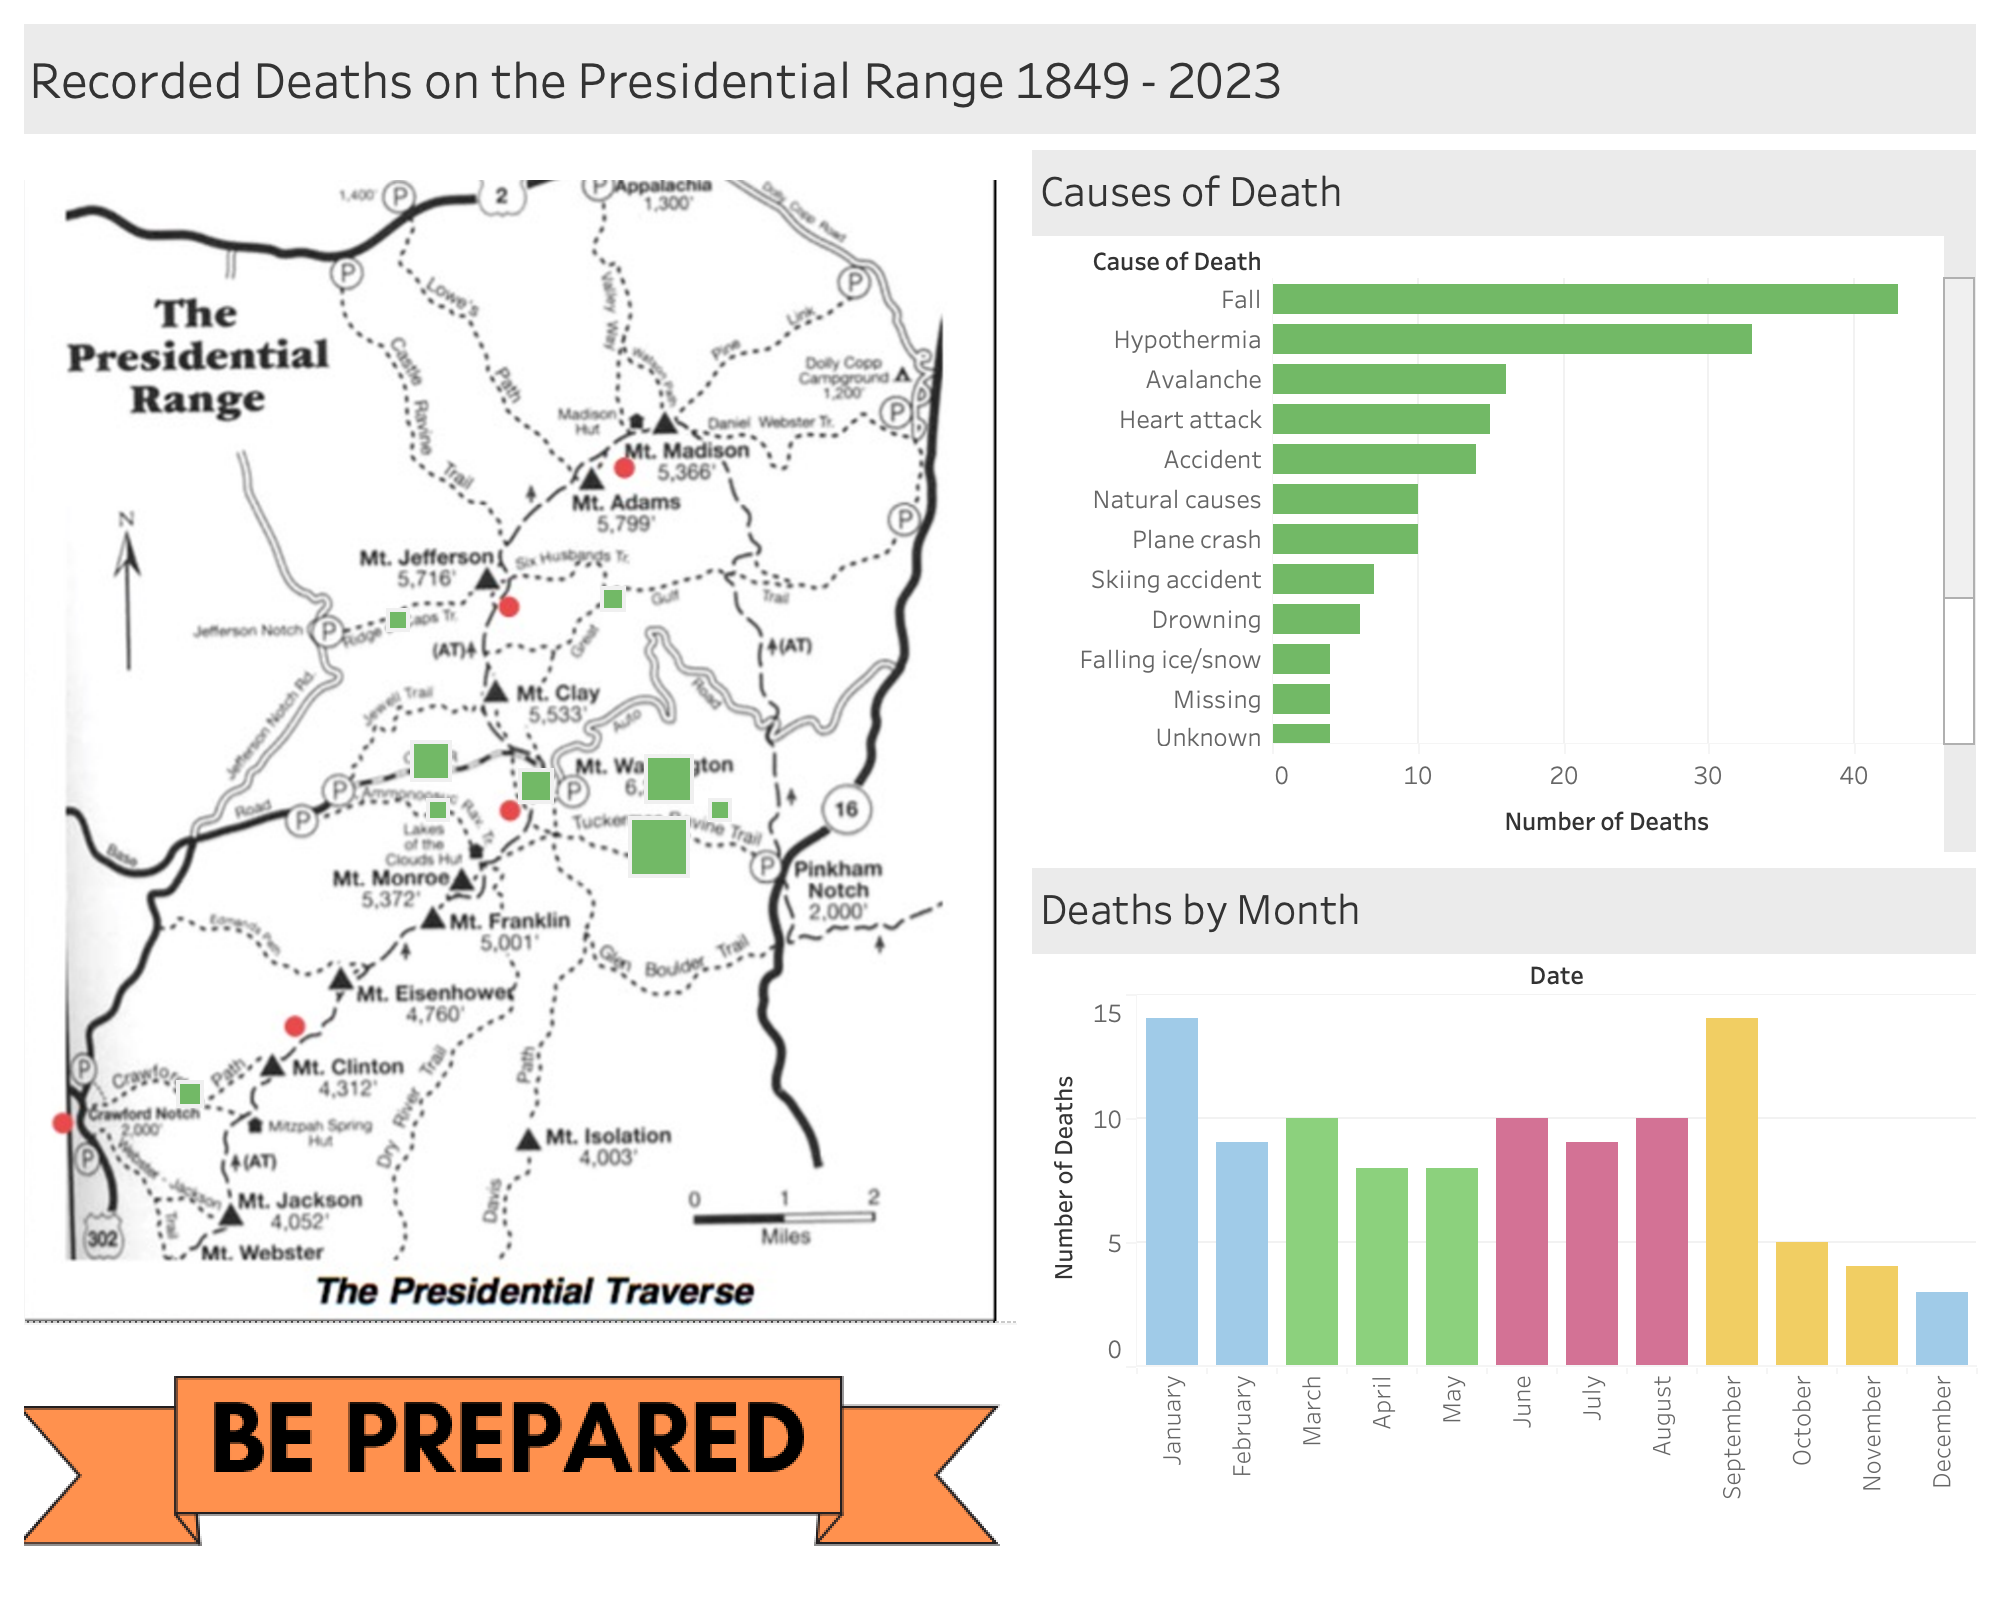 Recorded Deaths on the Presidential Range 1849 - 2023
1,400'
P
2
P
Appalachia
1,300'
Dolly Copp Road
P
P
The
Presidential
Range
Lowe's
Path
Valley Way
Watson Path
Pine
Link
Castle
Ravine
Trail
Dolly Copp
Campground
1,200'
P
Madison
Hut
Daniel Webster Tr.
Mt. Madison
5,366'
Mt. Adams
5,799'
P
N
Mt. Jefferson
5,716'
Six Husbands Tr.
Great
Gulf
Trail
Jefferson Notch
P
Ridge
aps Tr.
(AT)
(AT)
Mt. Clay
5,533'
Road
Auto
Jewell Trail
Jefferson Notch Rd.
Mt. Wa
gton
6,
P
P
P
Ammonoosuc
Rav. Tr.
16
Road
Base
Lakes
of the
Clouds Hut
Tucker
vine Trail
P
Pinkham
Notch
2,000'
Mt. Monroe
5,372'
Mt. Franklin
5,001'
Edmands Path
Glen
Boulder
Trail
Mt. Eisenhower
4,760'
Mt. Clinton
4,312'
P
Crawfor
Path
Crawford Notch
2,000'
Mitzpah Spring
Hut
P
(AT)
Webster - Jackson
Trail
Dry
River
Trail
Path
Davis
Mt. Isolation
4,003'
Mt. Jackson
4,052'
302
Mt. Webster
0 1 2
Miles
The Presidential Traverse
BE PREPARED
Causes of Death
Cause of Death
Fall
Hypothermia
Avalanche
Heart attack
Accident
Natural causes
Plane crash
Skiing accident
Drowning
Falling ice/snow
Missing
Unknown
0 10 20 30 40
Number of Deaths
Deaths by Month
Date
Number of Deaths
15
10
5
0
January
February
March
April
May
June
July
August
September
October
November
December